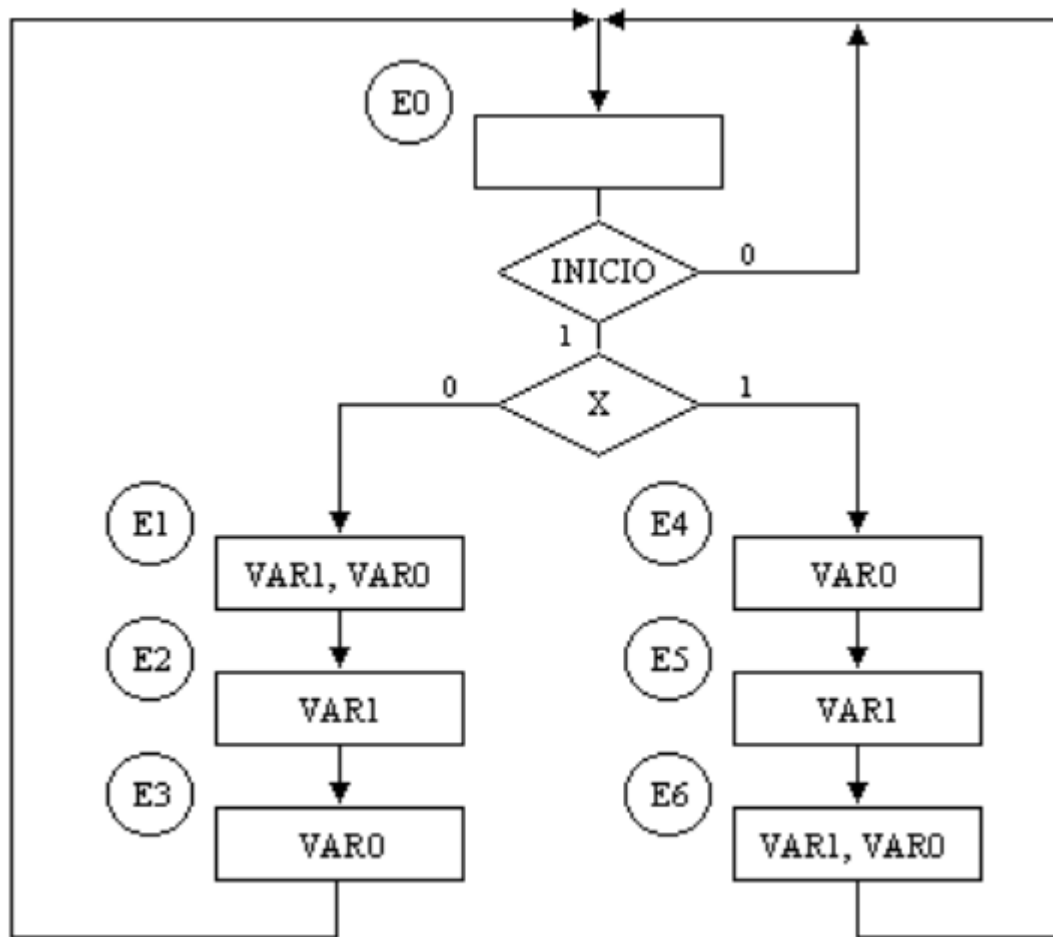 E0
INICIO
0
1
0
X
1
E1
VAR1, VAR0
E4
VAR0
E2
VAR1
E5
VAR1
E3
VAR0
E6
VAR1, VAR0